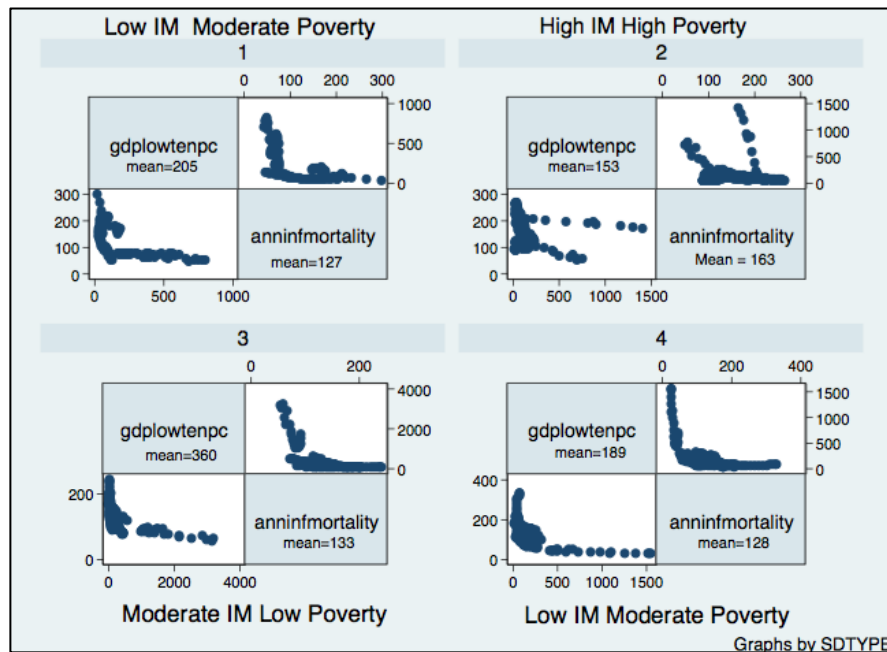 Low IM Moderate Poverty
High IM High Poverty
1
2
0 100 200 300
0 100 200 300
gdplowtenpc
mean=205
1000
500
0
gdplowtenpc
mean=153
1500
1000
500
0
300
200
100
0
anninfmortality
mean=127
300
200
100
0
anninfmortality
Mean = 163
0 500 1000
0 500 1000 1500
3
4
0 200
0 200 400
gdplowtenpc
mean=360
4000
2000
0
gdplowtenpc
mean=189
1500
1000
500
0
200
0
anninfmortality
mean=133
400
200
0
anninfmortality
mean=128
0 2000 4000
0 500 1000 1500
Moderate IM Low Poverty
Low IM Moderate Poverty
Graphs by SDTYPE